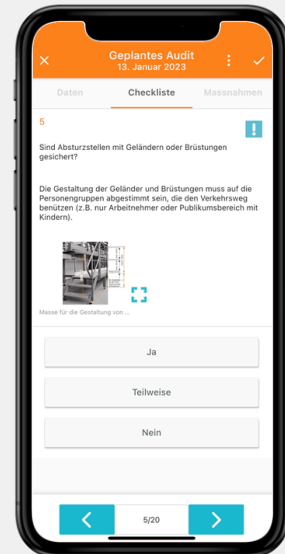 Geplantes Audit
13. Januar 2023
Daten
Checkliste
Massnahmen
5
Sind Absturzstellen mit Geländern oder Brüstungen
gesichert?
Die Gestaltung der Geländer und Brüstungen muss auf die
Personengruppen abgestimmt sein, die den Verkehrsweg
benützen (z.B. nur Arbeitnehmer oder Publikumsbereich mit
Kindern).
Masse für die Gestaltung von ...
Ja
Teilweise
Nein
5/20